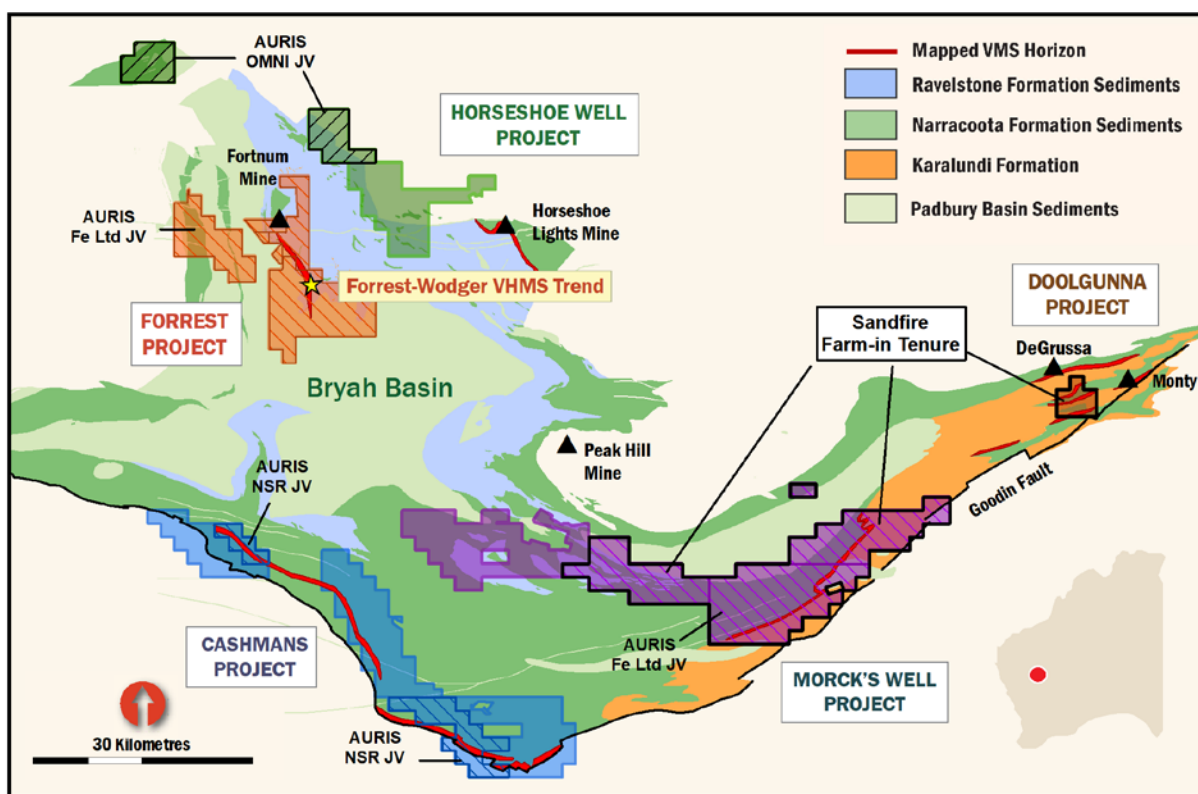 AURIS
OMNI JV
Mapped VMS Horizon
Ravelstone Formation Sediments
Narracoota Formation Sediments
Karalundi Formation
Padbury Basin Sediments
HORSESHOE WELL
PROJECT
Fortnum
Mine
AURIS
Fe Ltd JV
Horseshoe
Lights Mine
Forrest-Wodger VHMS Trend
FORREST
PROJECT
DOOLGUNNA
PROJECT
Sandfire
Farm-in Tenure
DeGrussa
Monty
Bryah Basin
Peak Hill
Mine
AURIS
NSR JV
Goodin Fault
CASHMANS
PROJECT
AURIS
Fe Ltd JV
MORCK'S WELL
PROJECT
30 Kilometres
AURIS
NSR JV